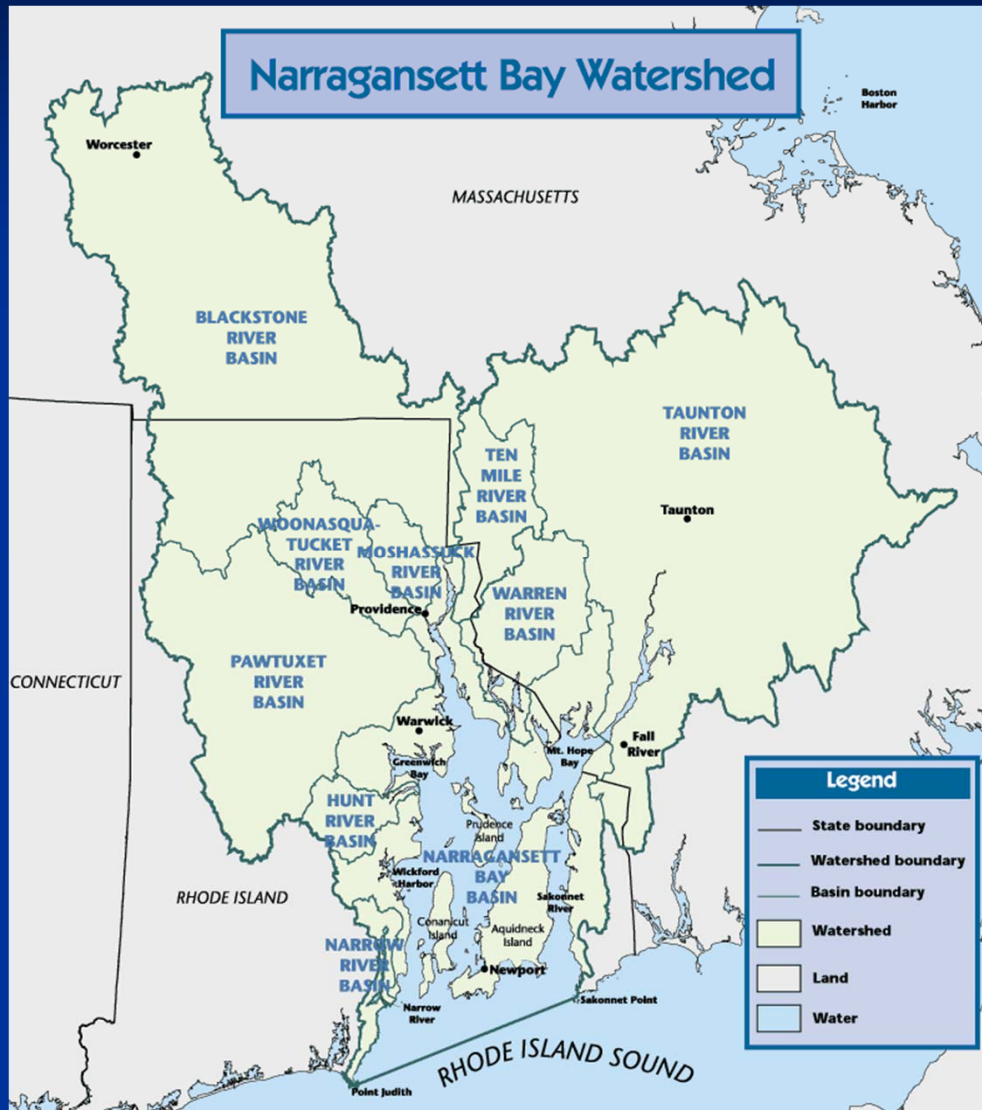 Narragansett Bay Watershed
Boston
Harbor
Worcester
MASSACHUSETTS
BLACKSTONE
RIVER
BASIN
TAUNTON
RIVER
BASIN
TEN
MILE
RIVER
BASIN
Taunton
WOONASQUA-
TUCKET
RIVER
BASIN
MOSHASSUCK
RIVER
BASIN
WARREN
RIVER
BASIN
Providence
PAWTUXET
RIVER
BASIN
CONNECTICUT
Warwick
Fall
River
Mt. Hope
Bay
Greenwich
Bay
HUNT
RIVER
BASIN
Prudence
Island
NARRAGANSETT
BAY
BASIN
Wickford
Harbor
Sakonnet
River
RHODE ISLAND
Conanicut
Island
Aquidneck
Island
NARROW
RIVER
BASIN
Newport
Narrow
River
Sakonnet Point
RHODE ISLAND SOUND
Point Judith
Legend
State boundary
Watershed boundary
Basin boundary
Watershed
Land
Water